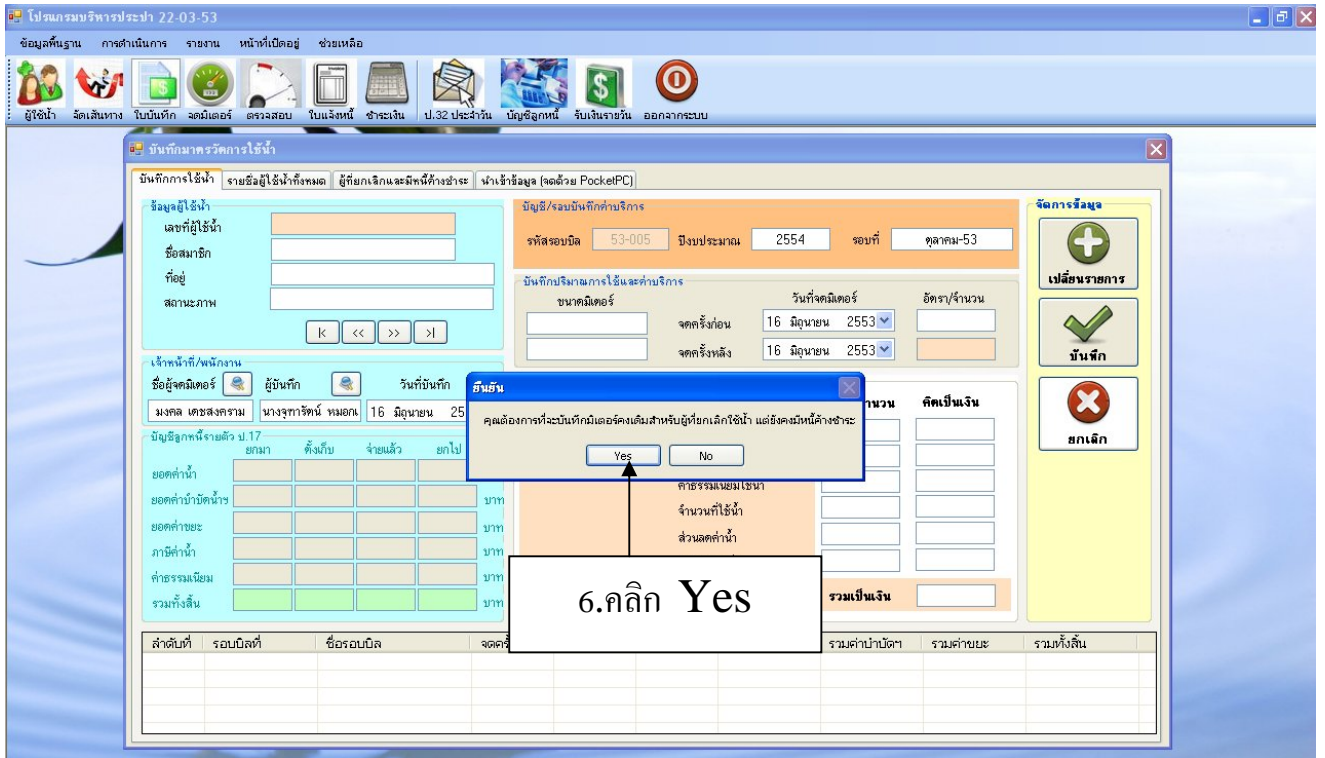 โปรแกรมบริหารประปา 22-03-53
ข้อมูลพื้นฐาน การดำเนินการ รายงาน หน้าที่เปิดอยู่ ช่วยเหลือ
ผู้ใช้น้ำ จัดเส้นทาง ใบบันทึก จดมิเตอร์ ตรวจสอบ ใบแจ้งหนี้ ชำระเงิน ป.32 ประจำวัน บัญชีลูกหนี้ รับเงินรายวัน ออกจากระบบ
บันทึกมาตรวัดการใช้น้ำ
บันทึกการใช้น้ำ รายชื่อผู้ใช้น้ำทั้งหมด ผู้ที่ยกเลิกและมีหนี้ค้างชำระ นำเข้าข้อมูล (จดด้วย PocketPC)
ข้อมูลผู้ใช้น้ำ
เลขที่ผู้ใช้น้ำ
ชื่อสมาชิก
ที่อยู่
สถานะภาพ
|< << >> >|
บัญชี/รอบบันทึกค่าบริการ
รหัสรอบบิล 53-005 ปีงบประมาณ 2554 รอบที่ ตุลาคม-53
บันทึกปริมาณการใช้และค่าบริการ
ขนาดมิเตอร์ วันที่จดมิเตอร์ อัตรา/จำนวน
จดครั้งก่อน 16 มิถุนายน 2553
จดครั้งหลัง 16 มิถุนายน 2553
จัดการข้อมูล
เปลี่ยนรายการ
บันทึก
ยกเลิก
เจ้าหน้าที่/พนักงาน
ชื่อผู้จดมิเตอร์ ผู้บันทึก วันที่บันทึก
มงคล เดชสงคราม นางจุฑารัตน์ หมอกเ 16 มิถุนายน 25
ยืนยัน
คุณต้องการที่จะบันทึกมิเตอร์คงเดิมสำหรับผู้ที่ยกเลิกใช้น้ำ แต่ยังคงมีหนี้ค้างชำระ
Yes No
คิดเป็นเงิน
บัญชีลูกหนี้รายตัว ป.17
ยกมา ตั้งเก็บ จ่ายแล้ว ยกไป
ยอดค่าน้ำ
ยอดค่าบำบัดน้ำฯ บาท
ยอดค่าขยะ บาท
ภาษีค่าน้ำ บาท
ค่าธรรมเนียม บาท
รวมทั้งสิ้น บาท
ค่าธรรมเนียมใช้น้ำ
จำนวนที่ใช้น้ำ
ส่วนลดค่าน้ำ
รวมเป็นเงิน
6.คลิก Yes
ลำดับที่ รอบบิลที่ ชื่อรอบบิล จดครั้ รวมค่าบำบัดฯ รวมค่าขยะ รวมทั้งสิ้น